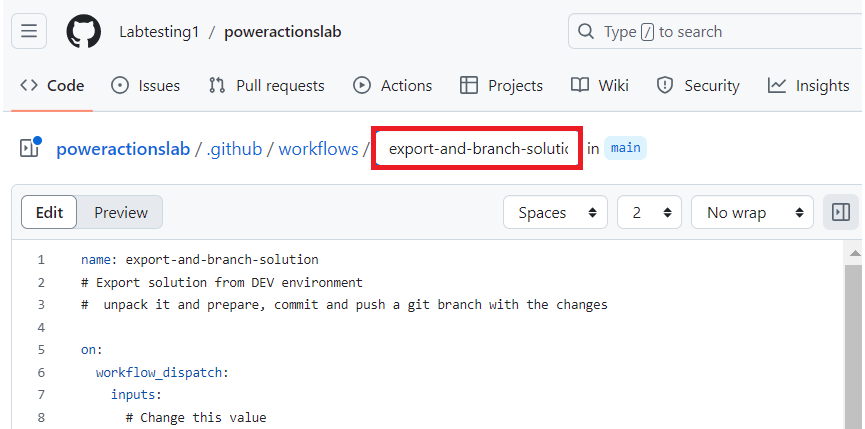 Labtesting1 / poweractionslab
Type / to search
Code Issues Pull requests Actions Projects Wiki Security Insights
poweractionslab / .github / workflows / export-and-branch-solutio in main
Edit Preview Spaces 2 No wrap
1 name: export-and-branch-solution
2 # Export solution from DEV environment
3 #  unpack it and prepare, commit and push a git branch with the changes
4
5 on:
6   workflow_dispatch:
7     inputs:
8       # Change this value